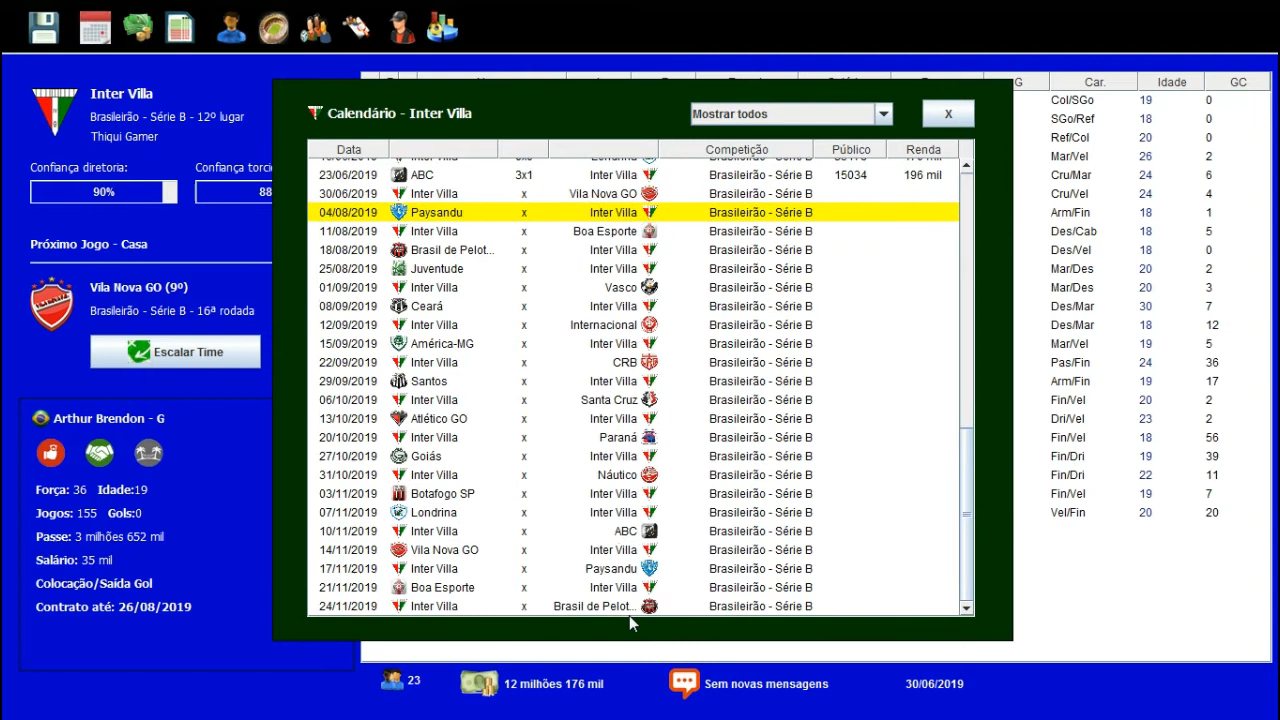 Inter Villa
Brasileirão - Série B - 12º lugar
Thiqui Gamer
Confiança diretoria:
Confiança torcic
90%
88
Próximo Jogo - Casa
Vila Nova GO (9º)
Brasileirão - Série B - 16ª rodada
Escalar Time
Arthur Brendon - G
Força: 36 Idade:19
Jogos: 155 Gols:0
Passe: 3 milhões 652 mil
Salário: 35 mil
Colocação/Saída Gol
Contrato até: 26/08/2019
Calendário - Inter Villa
Mostrar todos
X
Data Competição Público Renda
23/06/2019 ABC 3x1 Inter Villa Brasileirão - Série B 15034 196 mil
30/06/2019 Inter Villa x Vila Nova GO Brasileirão - Série B
04/08/2019 Paysandu x Inter Villa Brasileirão - Série B
11/08/2019 Inter Villa x Boa Esporte Brasileirão - Série B
18/08/2019 Brasil de Pelot... x Inter Villa Brasileirão - Série B
25/08/2019 Juventude x Inter Villa Brasileirão - Série B
01/09/2019 Inter Villa x Vasco Brasileirão - Série B
08/09/2019 Ceará x Inter Villa Brasileirão - Série B
12/09/2019 Inter Villa x Internacional Brasileirão - Série B
15/09/2019 América-MG x Inter Villa Brasileirão - Série B
22/09/2019 Inter Villa x CRB Brasileirão - Série B
29/09/2019 Santos x Inter Villa Brasileirão - Série B
06/10/2019 Inter Villa x Santa Cruz Brasileirão - Série B
13/10/2019 Atlético GO x Inter Villa Brasileirão - Série B
20/10/2019 Inter Villa x Paraná Brasileirão - Série B
27/10/2019 Goiás x Inter Villa Brasileirão - Série B
31/10/2019 Inter Villa x Náutico Brasileirão - Série B
03/11/2019 Botafogo SP x Inter Villa Brasileirão - Série B
07/11/2019 Londrina x Inter Villa Brasileirão - Série B
10/11/2019 Inter Villa x ABC Brasileirão - Série B
14/11/2019 Vila Nova GO x Inter Villa Brasileirão - Série B
17/11/2019 Inter Villa x Paysandu Brasileirão - Série B
21/11/2019 Boa Esporte x Inter Villa Brasileirão - Série B
24/11/2019 Inter Villa x Brasil de Pelot... Brasileirão - Série B
G Car. Idade GC
Col/SGo 19 0
SGo/Ref 18 0
Ref/Col 20 0
Mar/Vel 26 2
Cru/Mar 24 6
Cru/Vel 24 4
Arm/Fin 18 1
Des/Cab 18 5
Des/Vel 18 0
Mar/Des 20 2
Mar/Des 20 3
Des/Mar 30 7
Des/Mar 18 12
Mar/Vel 19 5
Pas/Fin 24 36
Arm/Fin 19 17
Fin/Vel 20 2
Dri/Vel 23 2
Fin/Vel 18 56
Fin/Dri 19 39
Fin/Dri 22 11
Fin/Vel 19 7
Vel/Fin 20 20
23
12 milhões 176 mil
Sem novas mensagens
30/06/2019